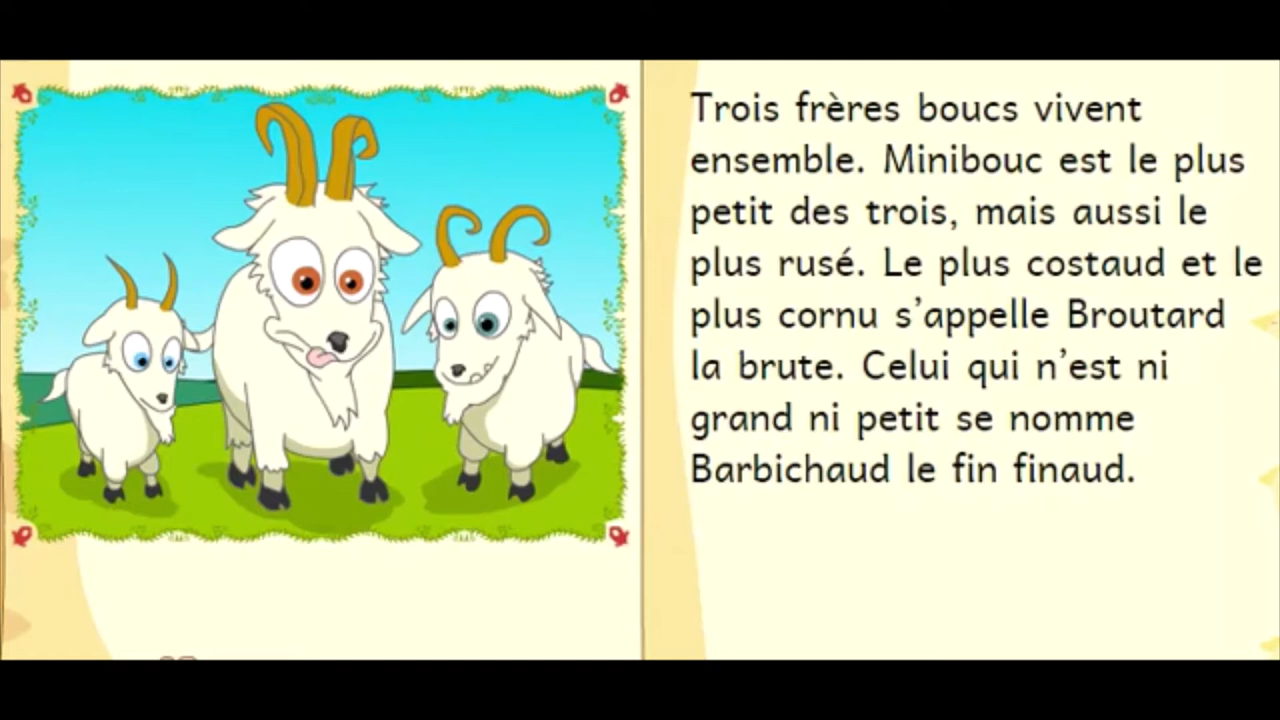 Trois frères boucs vivent
ensemble. Minibouc est le plus
petit des trois, mais aussi le
plus rusé. Le plus costaud et le
plus cornu s’appelle Broutard
la brute. Celui qui n’est ni
grand ni petit se nomme
Barbichaud le fin finaud.